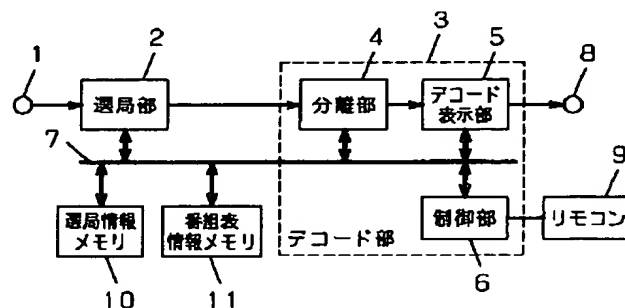 1
2
3
4
5
8
選局部
分離部
デコード
表示部
7
9
選局情報
メモリ
番組表
情報メモリ
デコード部
制御部
リモコン
10
11
6